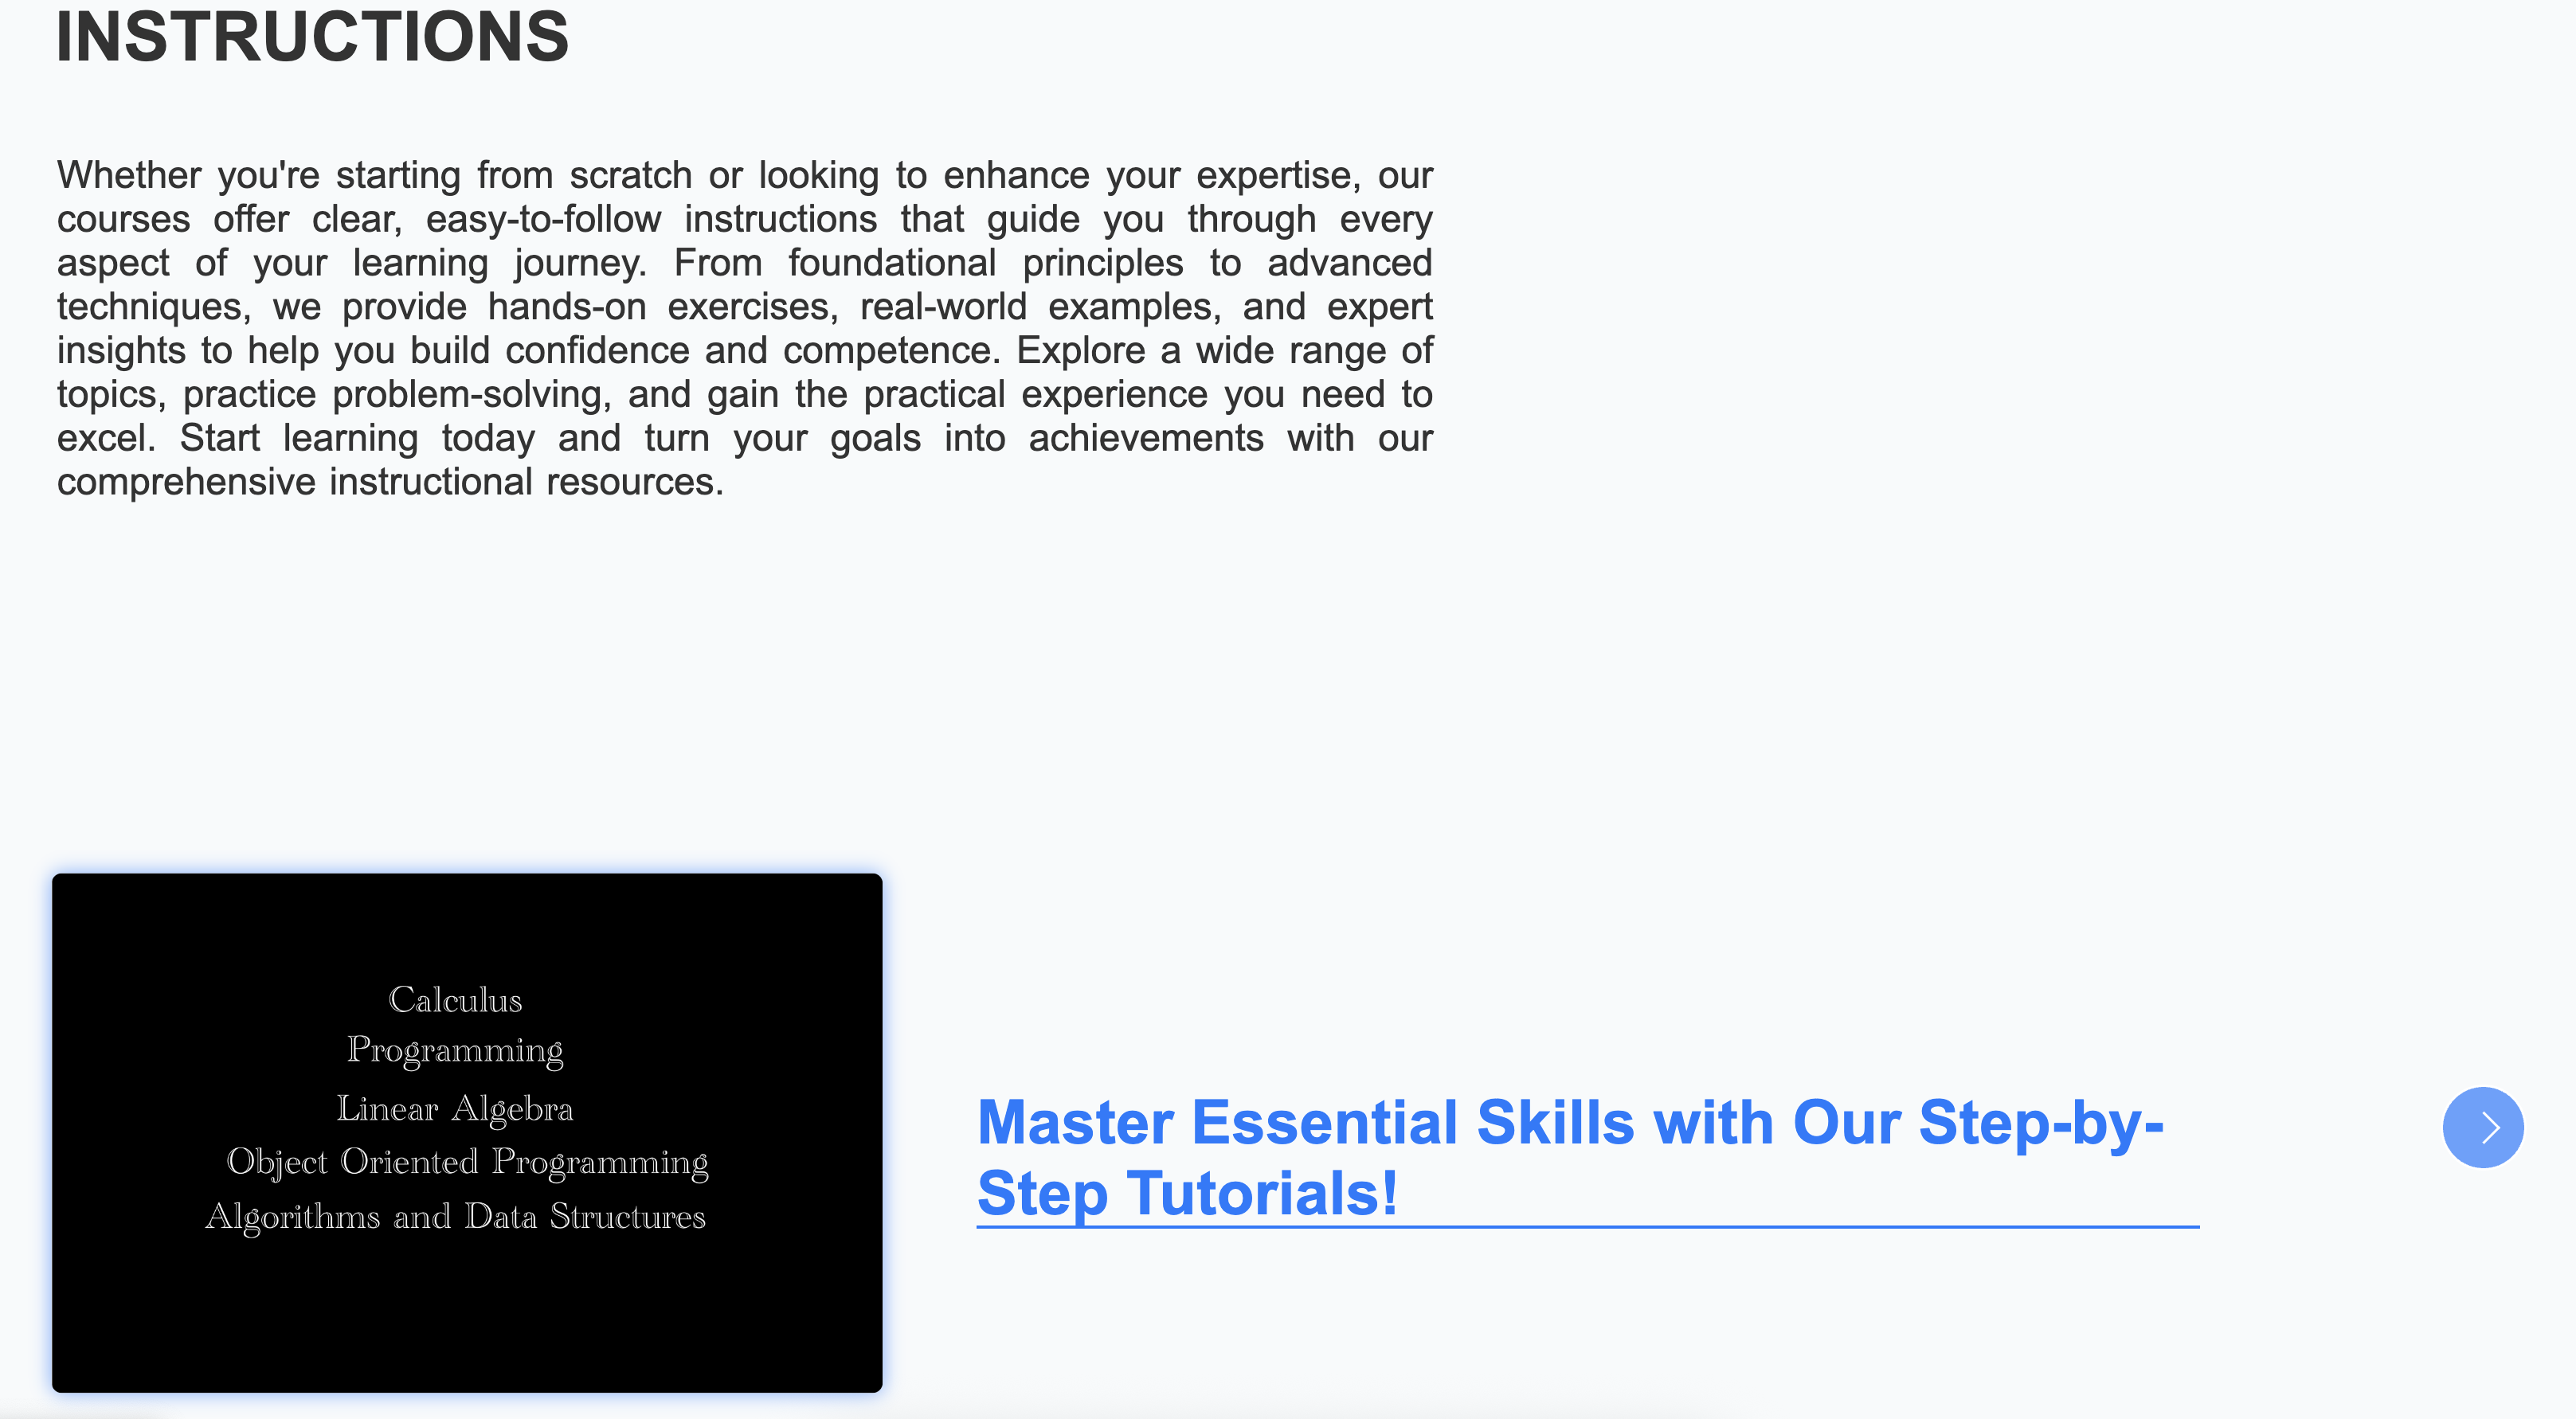 INSTRUCTIONS
Whether you're starting from scratch or looking to enhance your expertise, our
courses offer clear, easy-to-follow instructions that guide you through every
aspect of your learning journey. From foundational principles to advanced
techniques, we provide hands-on exercises, real-world examples, and expert
insights to help you build confidence and competence. Explore a wide range of
topics, practice problem-solving, and gain the practical experience you need to
excel. Start learning today and turn your goals into achievements with our
comprehensive instructional resources.
Calculus
Programming
Linear Algebra
Object Oriented Programming
Algorithms and Data Structures
Master Essential Skills with Our Step-by-
Step Tutorials!